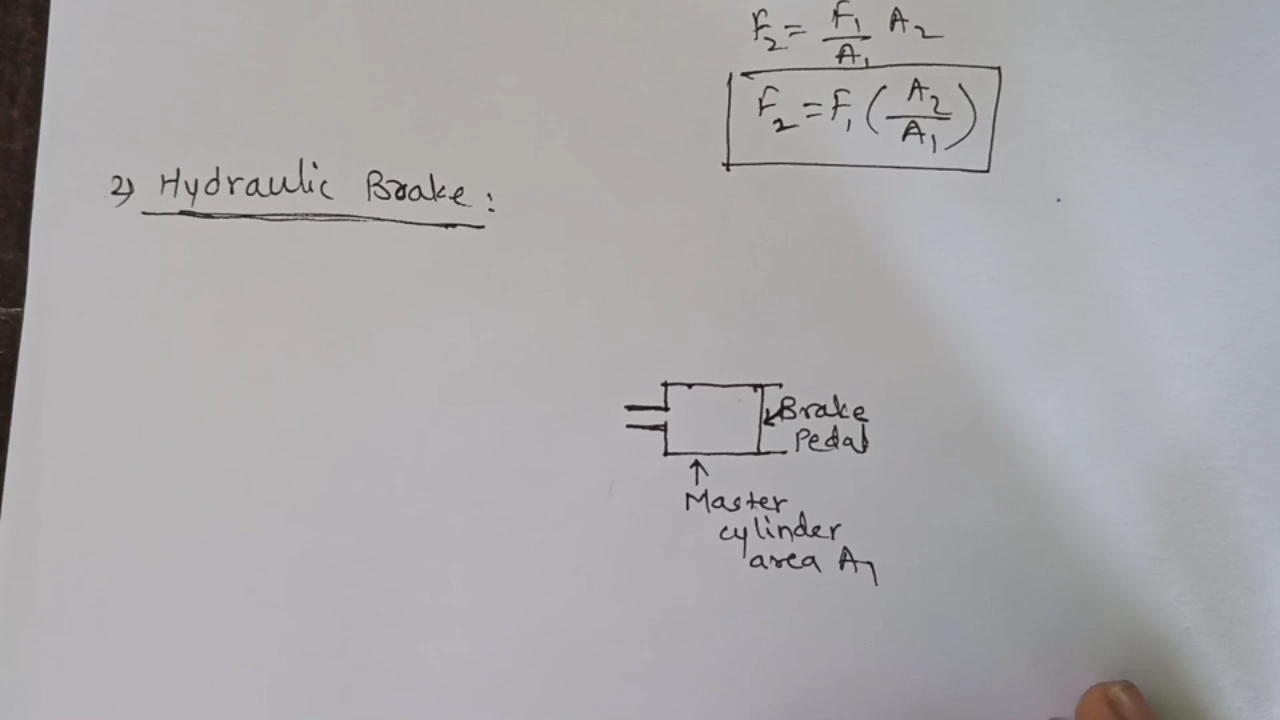 F₂ = F₁/A₁ A₂
F₂ = F₁ (A₂/A₁)
2) Hydraulic Brake:
Brake
Pedal
Master
cylinder
area A₁